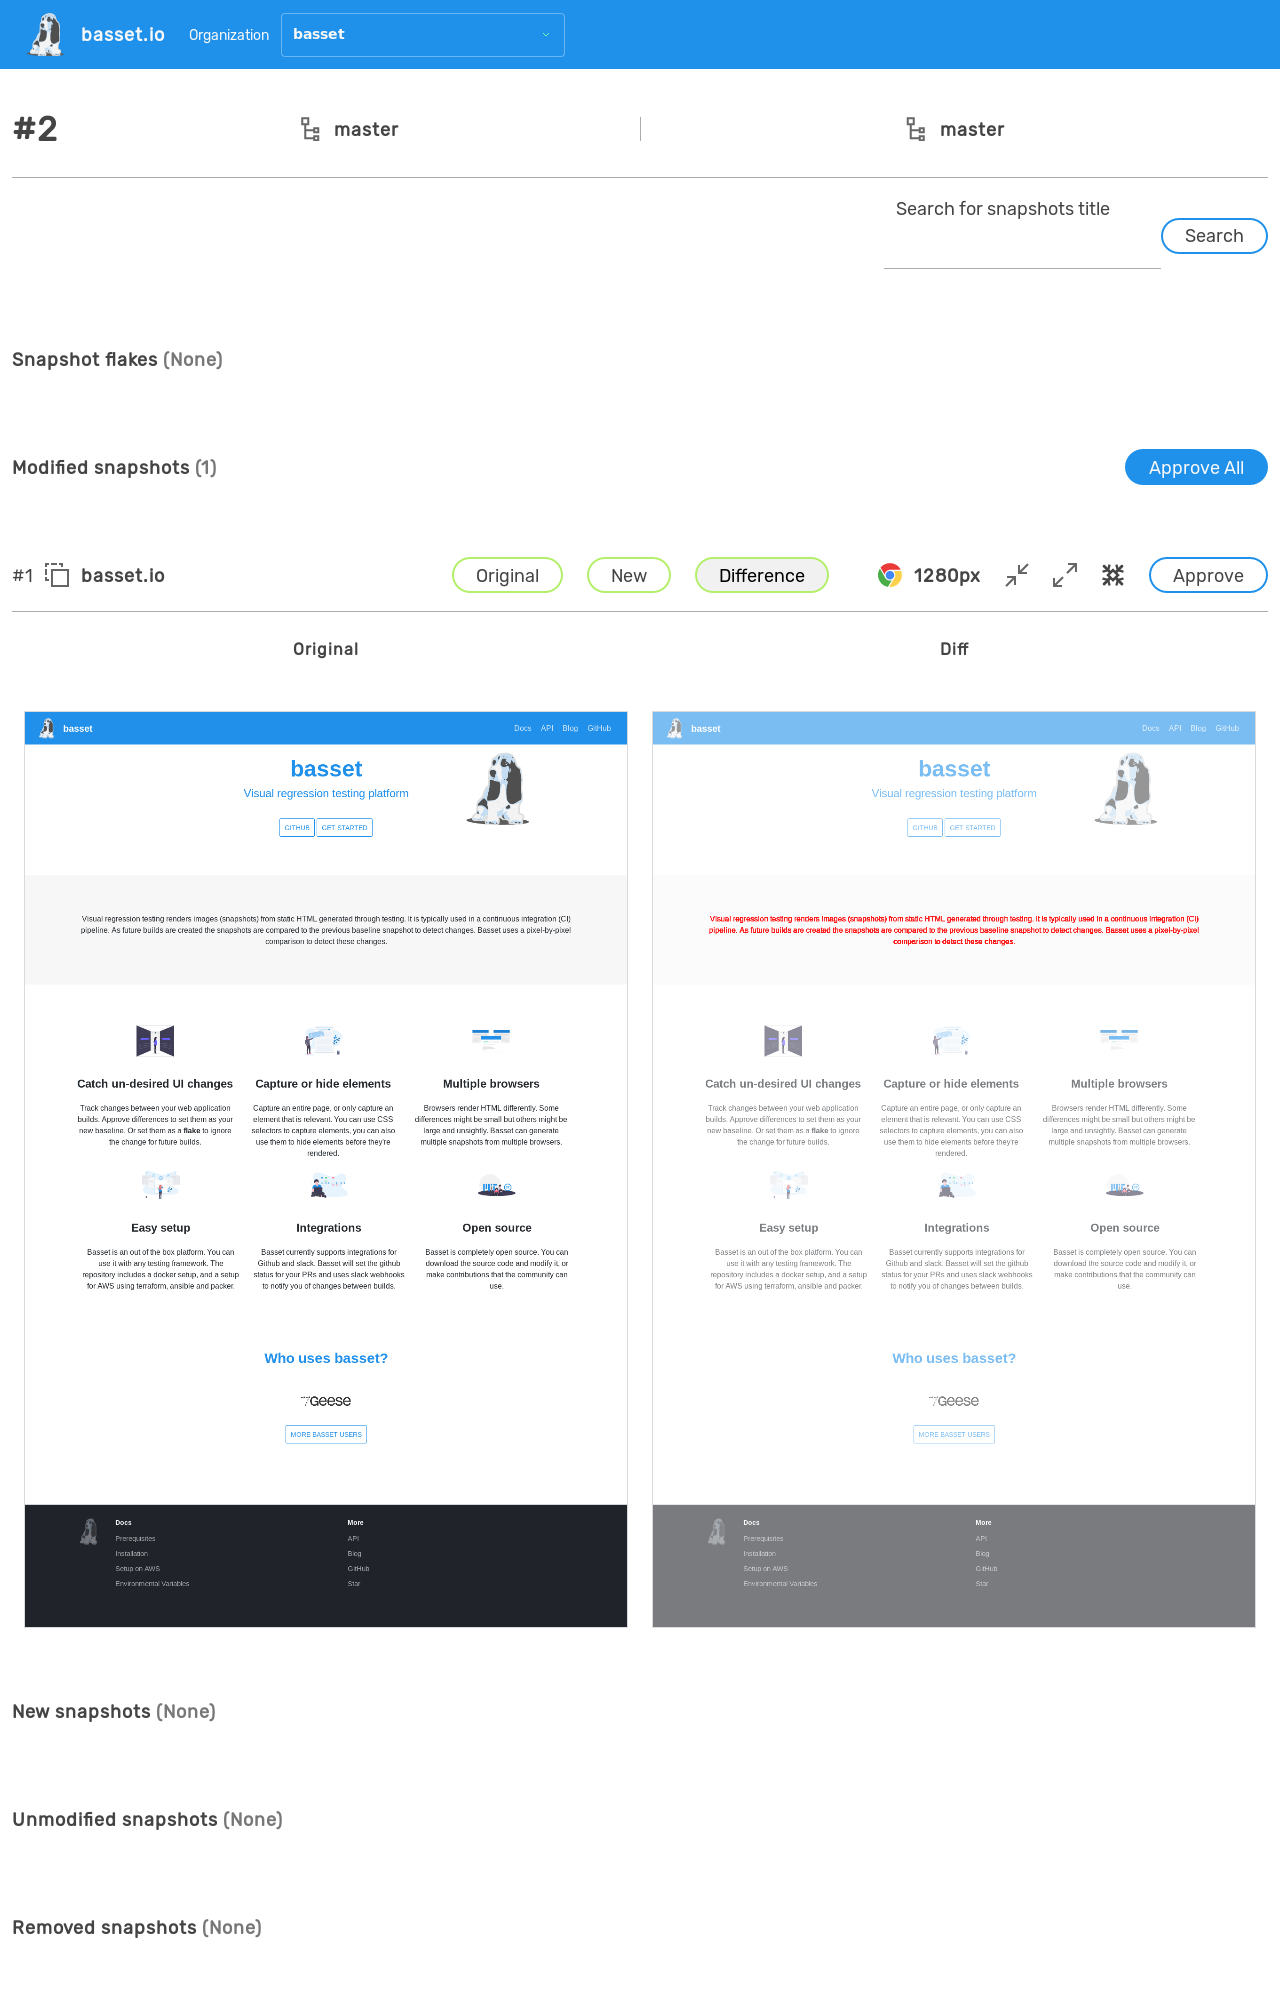 basset.io Organization basset
#2 master master
Search for snapshots title
Search
Snapshot flakes (None)
Modified snapshots (1) Approve All
#1 basset.io Original New Difference 1280px Approve
Original Diff
basset Docs API Blog GitHub
basset
Visual regression testing platform
GITHUB GET STARTED
Visual regression testing renders images (snapshots) from static HTML generated through testing. It is typically used in a continuous integration (CI)
pipeline. As future builds are created the snapshots are compared to the previous baseline snapshot to detect changes. Basset uses a pixel-by-pixel
comparison to detect these changes.
Catch un-desired UI changes
Track changes between your web application
builds. Approve differences to set them as your
new baseline. Or set them as a flake to ignore
the change for future builds.
Capture or hide elements
Capture an entire page, or only capture an
element that is relevant. You can use CSS
selectors to capture elements, you can also
use them to hide elements before they're
rendered.
Multiple browsers
Browsers render HTML differently. Some
differences might be small but others might be
large and unsightly. Basset can generate
multiple snapshots from multiple browsers.
Easy setup
Basset is an out of the box platform. You can
use it with any testing framework. The
repository includes a docker setup, and a setup
for AWS using terraform, ansible and packer.
Integrations
Basset currently supports integrations for
Github and slack. Basset will set the github
status for your PRs and uses slack webhooks
to notify you of changes between builds.
Open source
Basset is completely open source. You can
download the source code and modify it, or
make contributions that the community can
use.
Who uses basset?
7Geese
MORE BASSET USERS
Docs
Prerequisites
Installation
Setup on AWS
Environmental Variables
More
API
Blog
GitHub
Star
basset Docs API Blog GitHub
basset
Visual regression testing platform
GITHUB GET STARTED
Visual regression testing renders images (snapshots) from static HTML generated through testing. It is typically used in a continuous integration (CI)
pipeline. As future builds are created the snapshots are compared to the previous baseline snapshot to detect changes. Basset uses a pixel-by-pixel
comparison to detect these changes.
Catch un-desired UI changes
Track changes between your web application
builds. Approve differences to set them as your
new baseline. Or set them as a flake to ignore
the change for future builds.
Capture or hide elements
Capture an entire page, or only capture an
element that is relevant. You can use CSS
selectors to capture elements, you can also
use them to hide elements before they're
rendered.
Multiple browsers
Browsers render HTML differently. Some
differences might be small but others might be
large and unsightly. Basset can generate
multiple snapshots from multiple browsers.
Easy setup
Basset is an out of the box platform. You can
use it with any testing framework. The
repository includes a docker setup, and a setup
for AWS using terraform, ansible and packer.
Integrations
Basset currently supports integrations for
Github and slack. Basset will set the github
status for your PRs and uses slack webhooks
to notify you of changes between builds.
Open source
Basset is completely open source. You can
download the source code and modify it, or
make contributions that the community can
use.
Who uses basset?
7Geese
MORE BASSET USERS
Docs
Prerequisites
Installation
Setup on AWS
Environmental Variables
More
API
Blog
GitHub
Star
New snapshots (None)
Unmodified snapshots (None)
Removed snapshots (None)